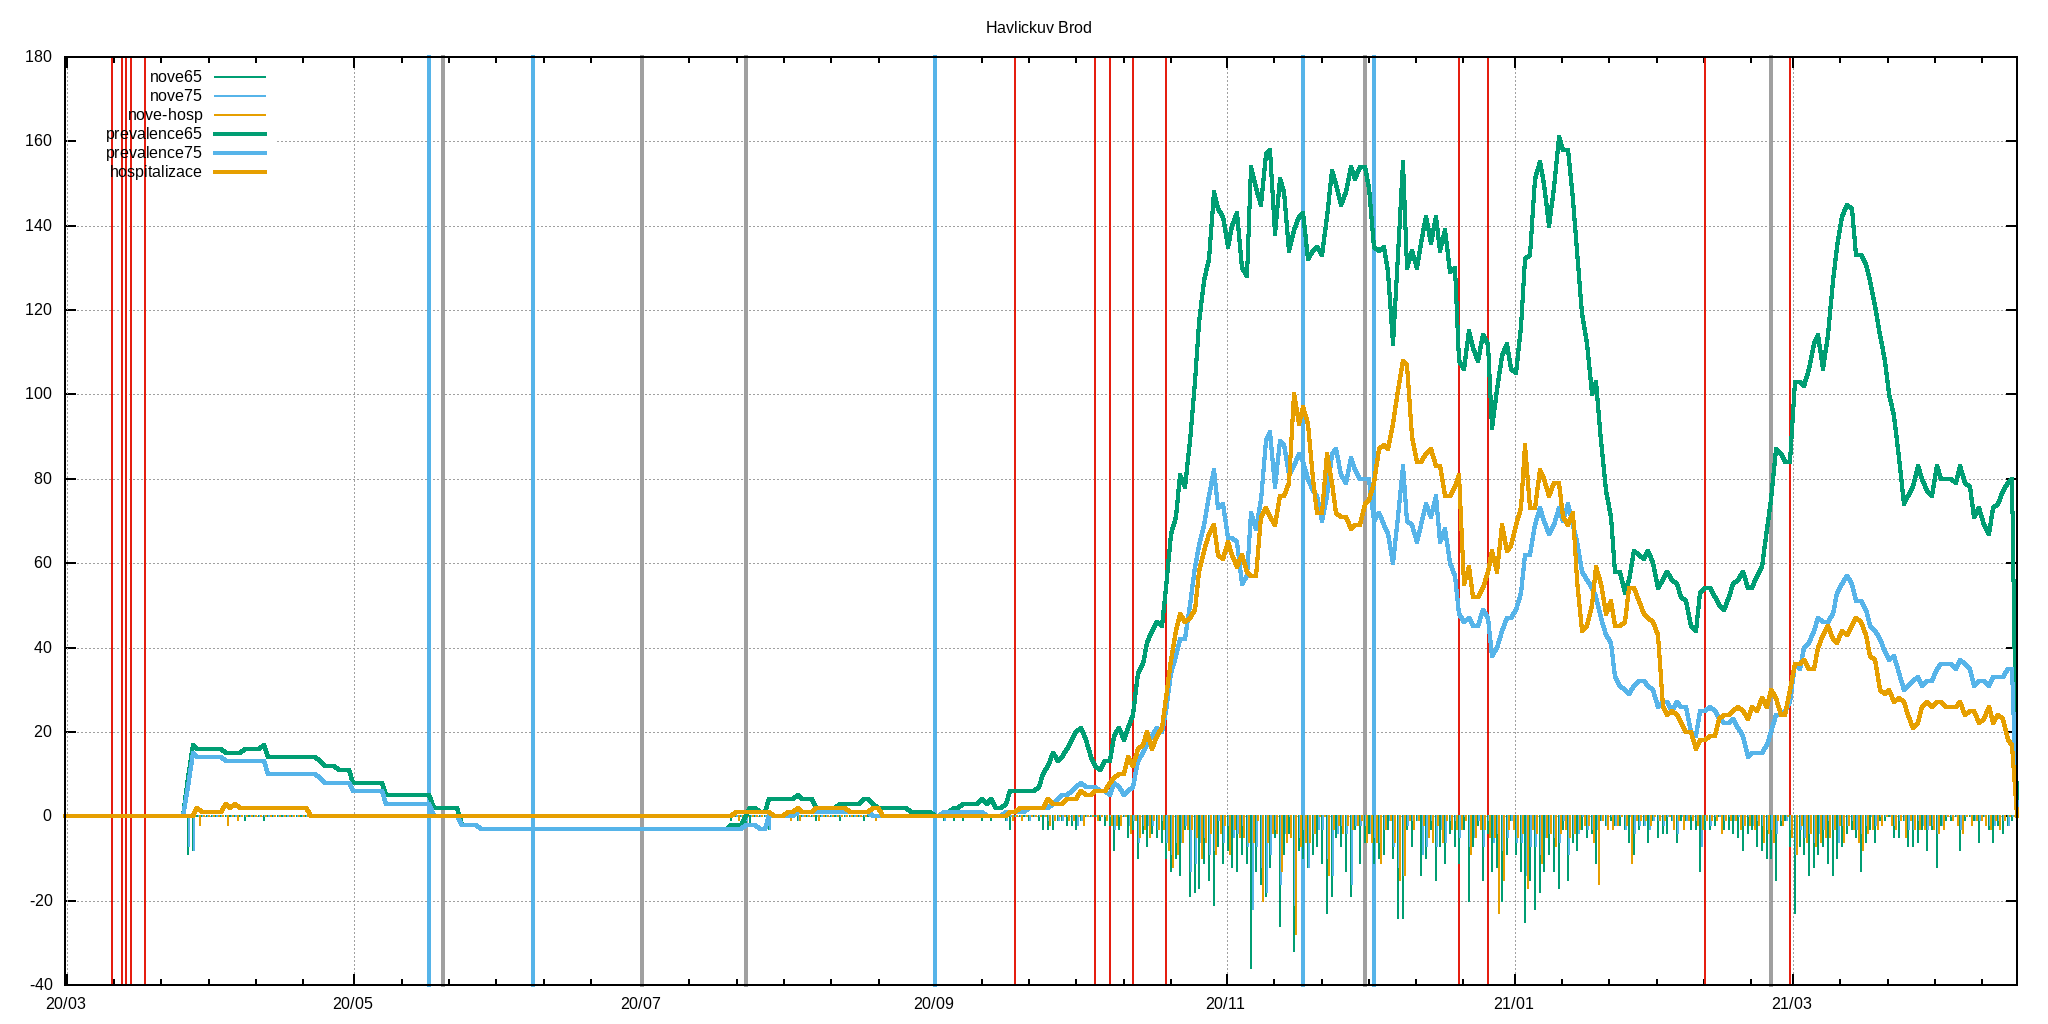 Havlickuv Brod
180
160
140
120
100
80
60
40
20
0
-20
-40
nove65
nove75
nove-hosp
prevalence65
prevalence75
hospitalizace
20/03 20/05 20/07 20/09 20/11 21/01 21/03